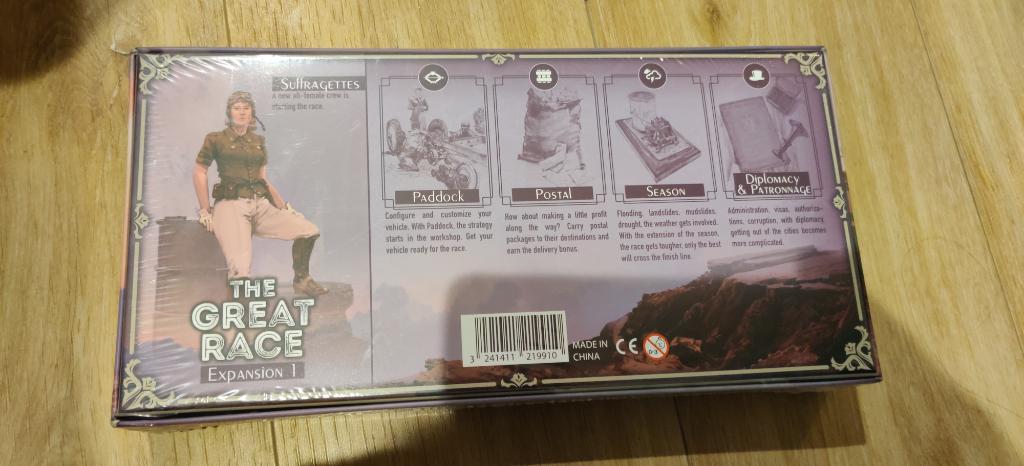 Suffragettes
A new all-female crew is
starting the race.
THE
GREAT
RACE
Expansion 1
Paddock
Configure and customize your
vehicle. With Paddock, the strategy
starts in the workshop. Get your
vehicle ready for the race.
Postal
How about making a little profit
along the way? Carry postal
packages to their destinations and
earn the delivery bonus.
Season
Flooding, landslides, mudslides,
drought, the weather gets involved.
With the extension of the season,
the race gets tougher, only the best
will cross the finish line.
Diplomacy
& Patronnage
Administration, visas, authoriza-
tions, corruption, with diplomacy,
getting out of the cities becomes
more complicated.
3 241411 219910
MADE IN
CHINA
CE
0-3